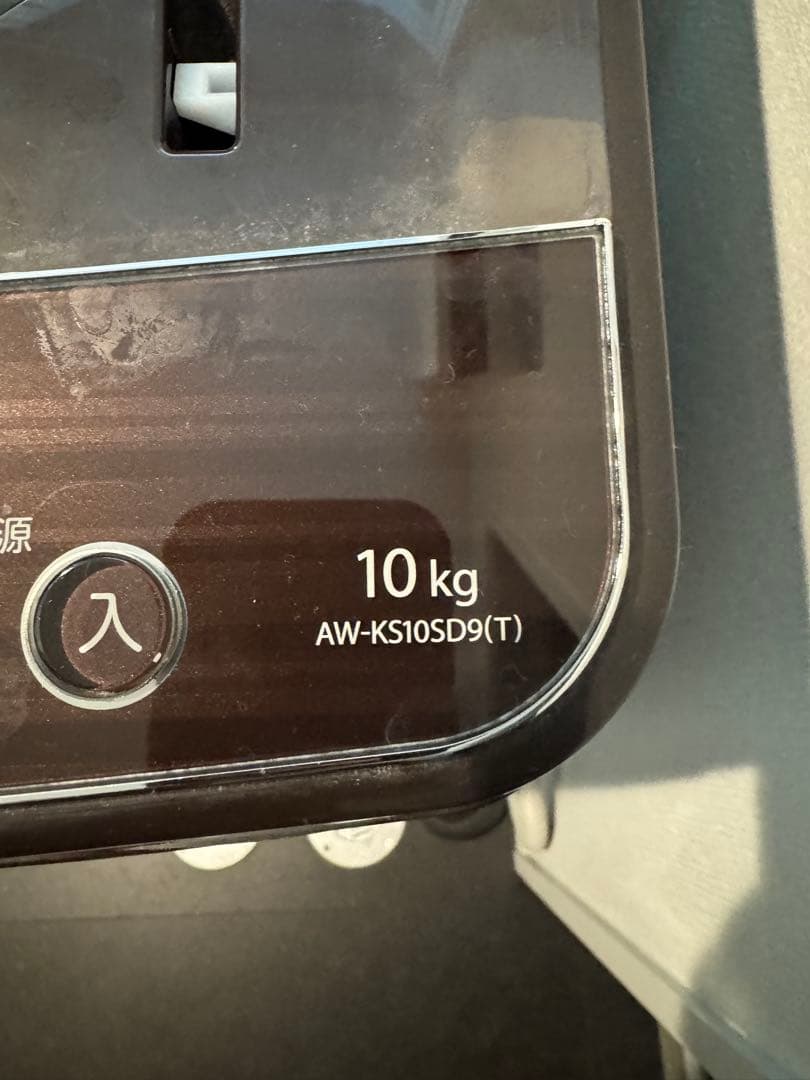 源
入
10 kg
AW-KS10SD9(T)